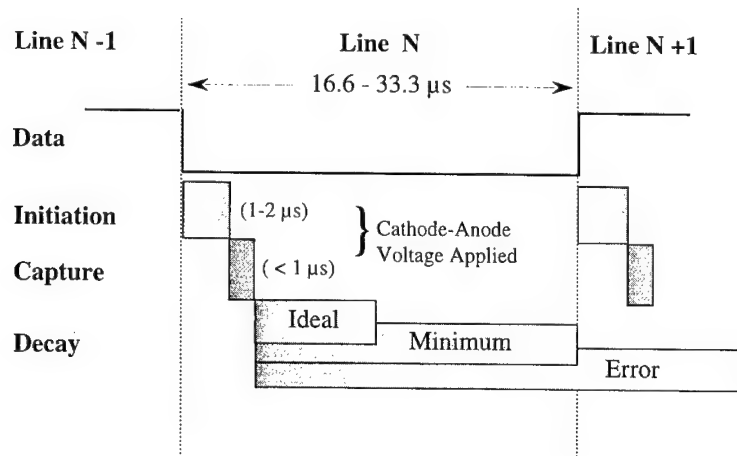 Line N -1
Line N
Line N +1
16.6 - 33.3 µs
Data
Initiation
(1-2 µs)
Cathode-Anode
Voltage Applied
Capture
( < 1 µs)
Ideal
Decay
Minimum
Error